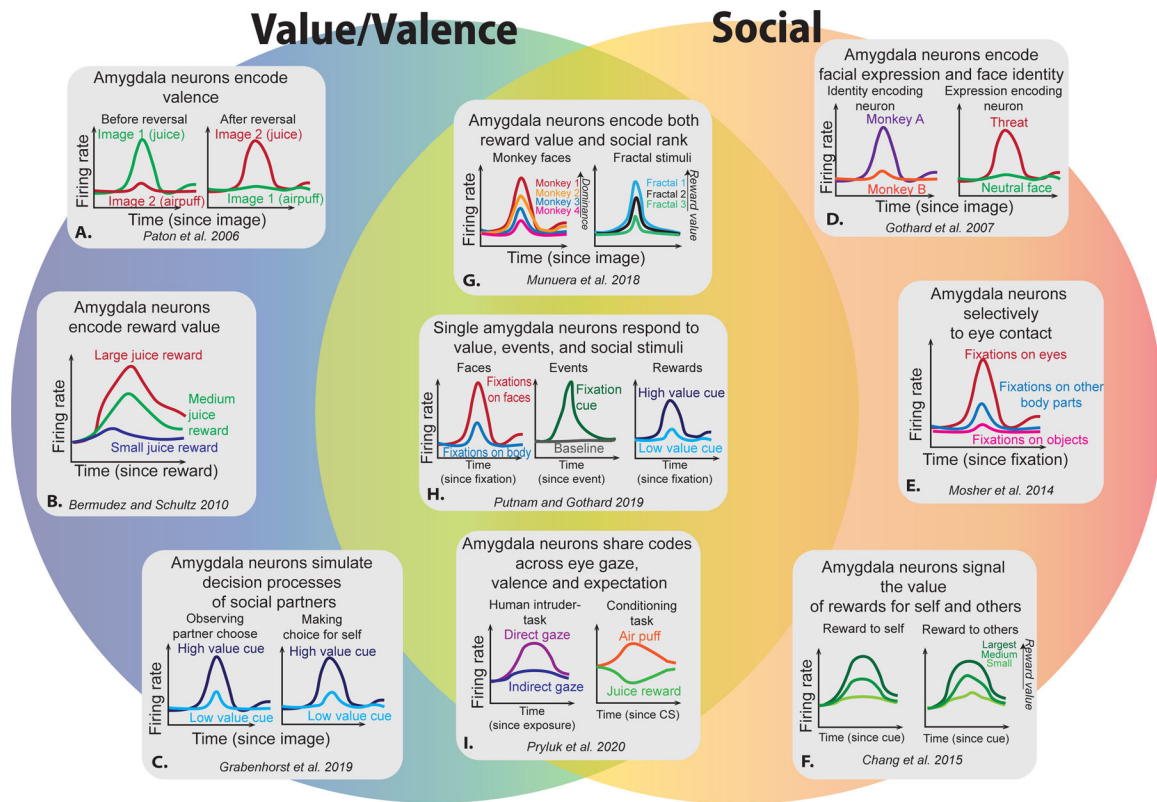 Value/Valence
Social
Amygdala neurons encode
valence
Before reversal
After reversal
Image 1 (juice)
Image 2 (juice)
Firing rate
Image 2 (airpuff)
Image 1 (airpuff)
Time (since image)
A.
Paton et al. 2006
Amygdala neurons
encode reward value
Large juice reward
Medium
juice
reward
Small juice reward
Firing rate
Time (since reward)
B.
Bermudez and Schultz 2010
Amygdala neurons simulate
decision processes
of social partners
Observing
partner choose
Making
choice for self
High value cue
High value cue
Firing rate
Low value cue
Low value cue
Time (since image)
C.
Grabenhorst et al. 2019
Amygdala neurons encode both
reward value and social rank
Monkey faces
Fractal stimuli
Monkey 1
Monkey 2
Monkey 3
Monkey 4
Dominance
Fractal 1
Fractal 2
Fractal 3
Reward value
Firing rate
Time (since image)
G.
Munuera et al. 2018
Single amygdala neurons respond to
value, events, and social stimuli
Faces
Events
Rewards
Fixations
on faces
Fixation
cue
High value cue
Firing rate
Fixations on body
Baseline
Low value cue
Time
(since fixation)
Time
(since event)
Time
(since fixation)
H.
Putnam and Gothard 2019
Amygdala neurons share codes
across eye gaze,
valence and expectation
Human intruder-
task
Conditioning
task
Direct gaze
Air puff
Firing rate
Indirect gaze
Juice reward
Time
(since exposure)
Time (since CS)
I.
Pryluk et al. 2020
Amygdala neurons encode
facial expression and face identity
Identity encoding
neuron
Expression encoding
neuron
Monkey A
Threat
Firing rate
Monkey B
Neutral face
Time (since image)
D.
Gothard et al. 2007
Amygdala neurons
selectively
to eye contact
Fixations on eyes
Fixations on other
body parts
Fixations on objects
Firing rate
Time (since fixation)
E.
Mosher et al. 2014
Amygdala neurons signal
the value
of rewards for self and others
Reward to self
Reward to others
Largest
Medium
Small
Reward value
Firing rate
Time (since cue)
Time (since cue)
F.
Chang et al. 2015